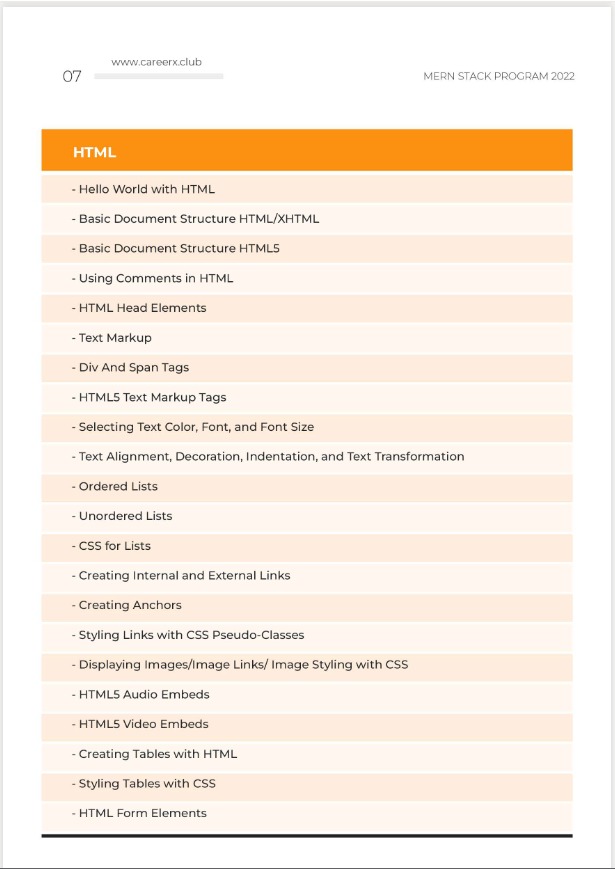 www.careerx.club
07
MERN STACK PROGRAM 2022
HTML
- Hello World with HTML
- Basic Document Structure HTML/XHTML
- Basic Document Structure HTML5
- Using Comments in HTML
- HTML Head Elements
- Text Markup
- Div And Span Tags
- HTML5 Text Markup Tags
- Selecting Text Color, Font, and Font Size
- Text Alignment, Decoration, Indentation, and Text Transformation
- Ordered Lists
- Unordered Lists
- CSS for Lists
- Creating Internal and External Links
- Creating Anchors
- Styling Links with CSS Pseudo-Classes
- Displaying Images/Image Links/ Image Styling with CSS
- HTML5 Audio Embeds
- HTML5 Video Embeds
- Creating Tables with HTML
- Styling Tables with CSS
- HTML Form Elements